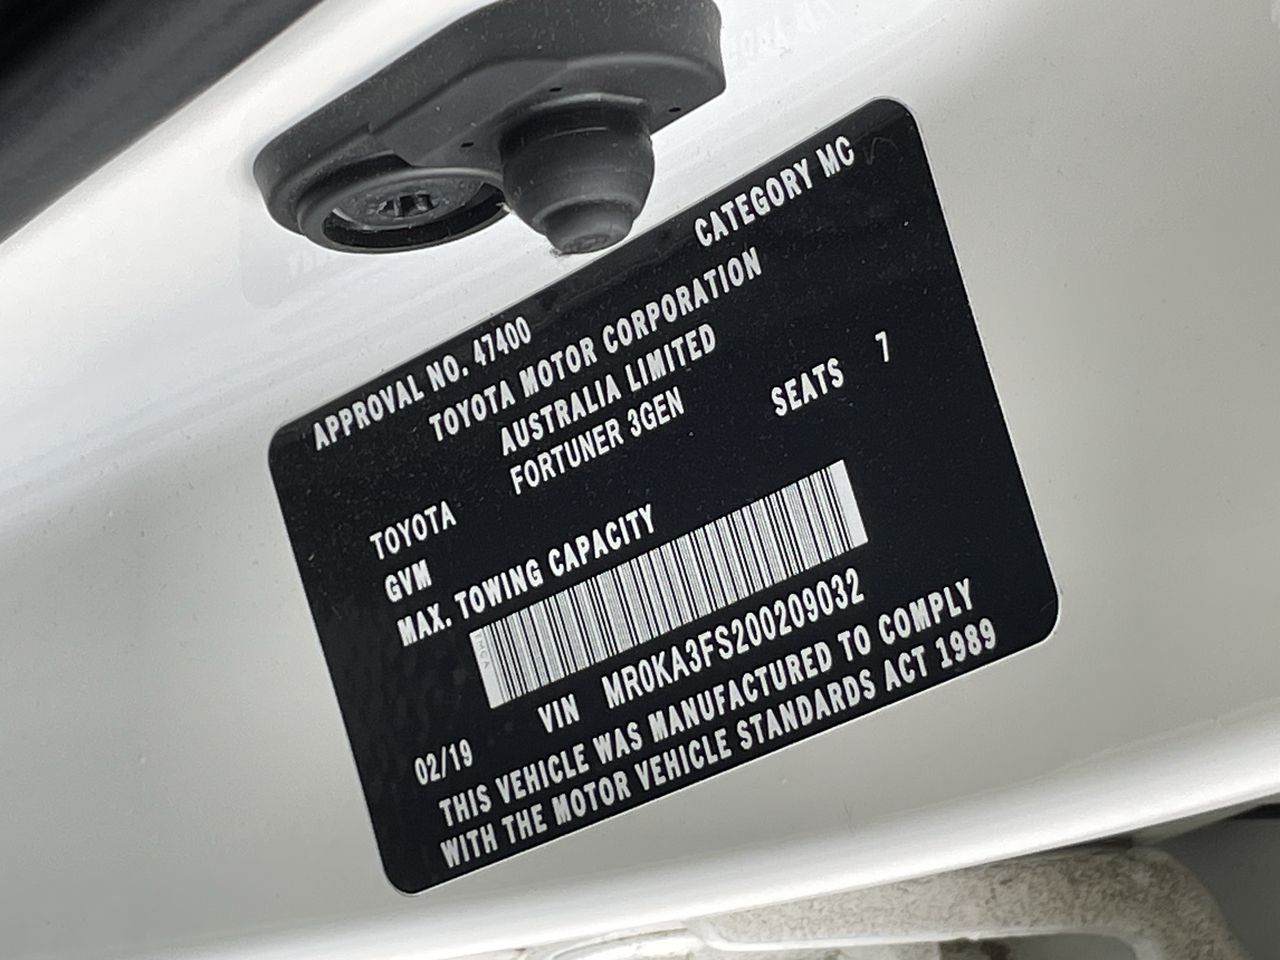 APPROVAL NO. 47400 CATEGORY MC
TOYOTA MOTOR CORPORATION
AUSTRALIA LIMITED
TOYOTA FORTUNER 3GEN SEATS 7
GVM
MAX. TOWING CAPACITY
02/19 VIN MR0KA3FS200209032
THIS VEHICLE WAS MANUFACTURED TO COMPLY
WITH THE MOTOR VEHICLE STANDARDS ACT 1989